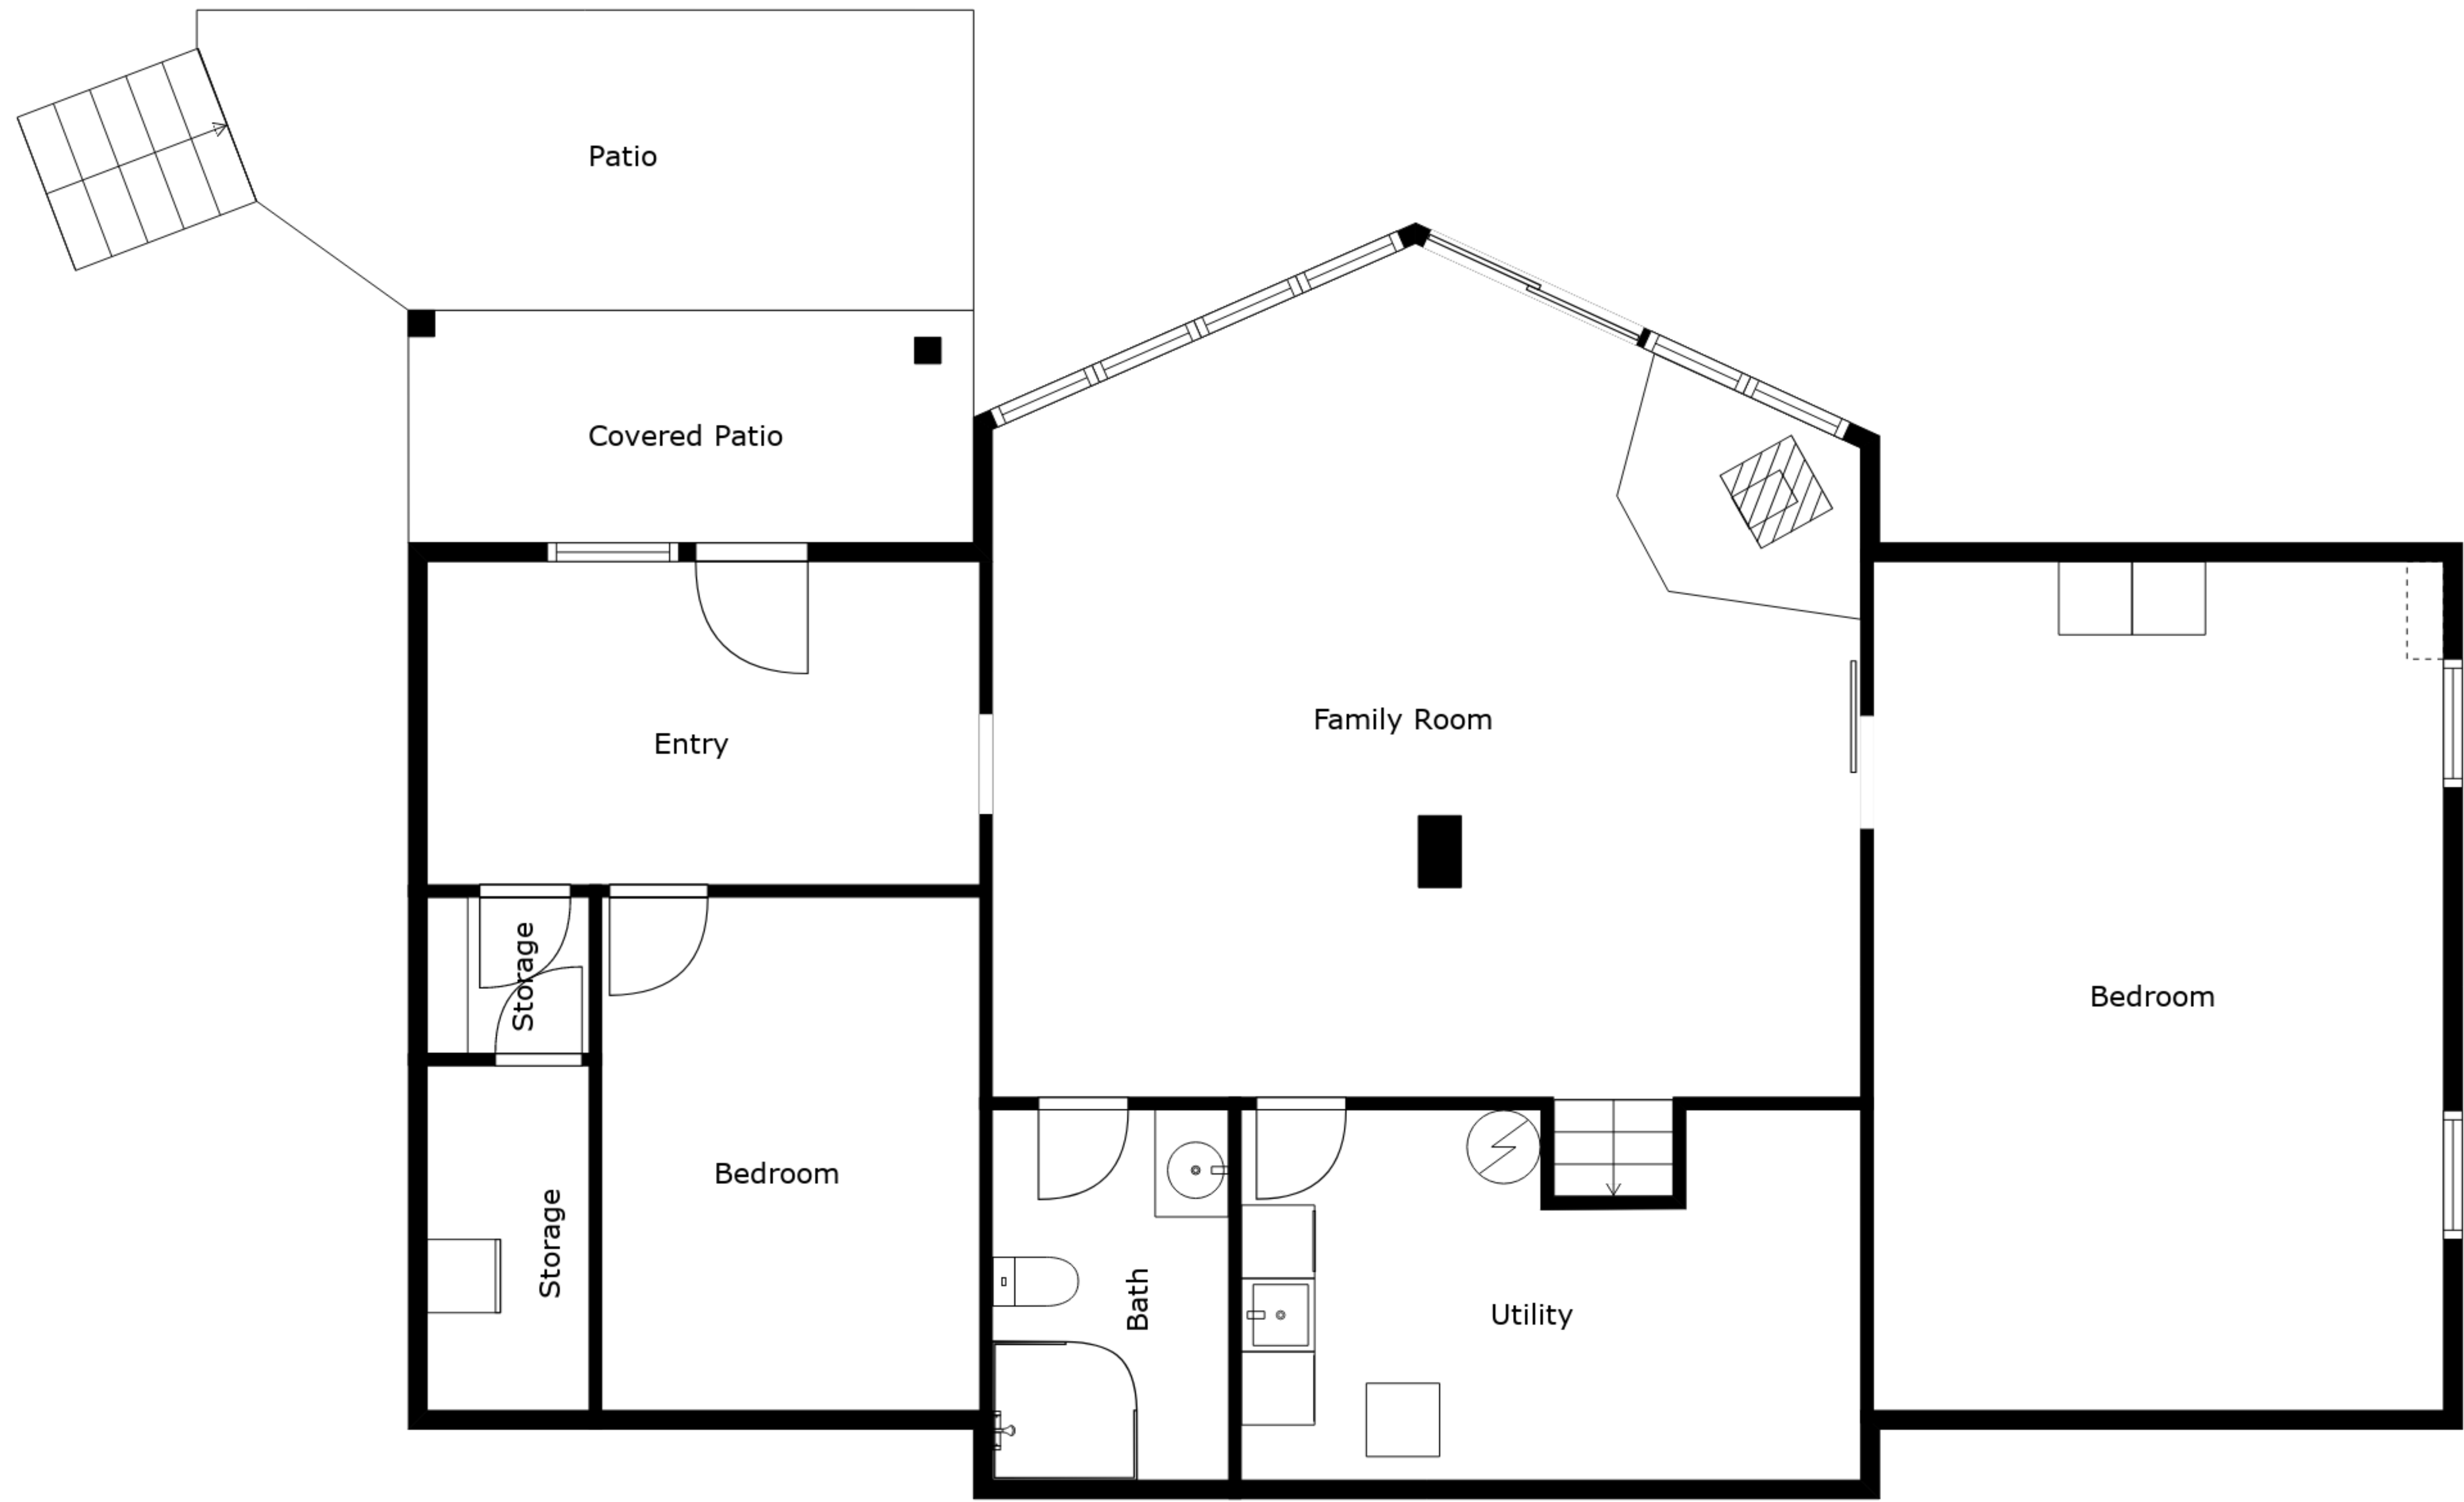 Patio
Covered Patio
Family Room
Entry
Storage
Bedroom
Bedroom
Storage
Bath
Utility